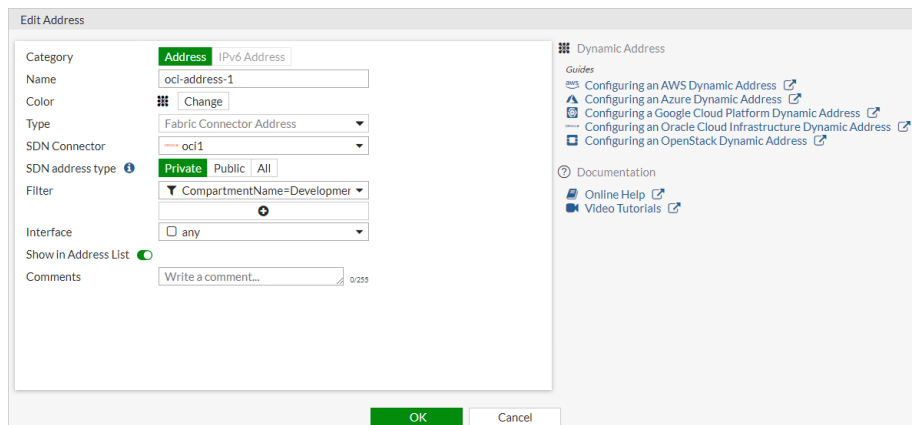 Edit Address
Category Address IPv6 Address
Name oci-address-1
Color Change
Type Fabric Connector Address
SDN Connector oci1
SDN address type Private Public All
Filter CompartmentName=Developmer
Interface any
Show in Address List
Comments Write a comment... 0/255
OK Cancel
Dynamic Address
Guides
aws Configuring an AWS Dynamic Address
Configuring an Azure Dynamic Address
Configuring a Google Cloud Platform Dynamic Address
Configuring an Oracle Cloud Infrastructure Dynamic Address
Configuring an OpenStack Dynamic Address
Documentation
Online Help
Video Tutorials